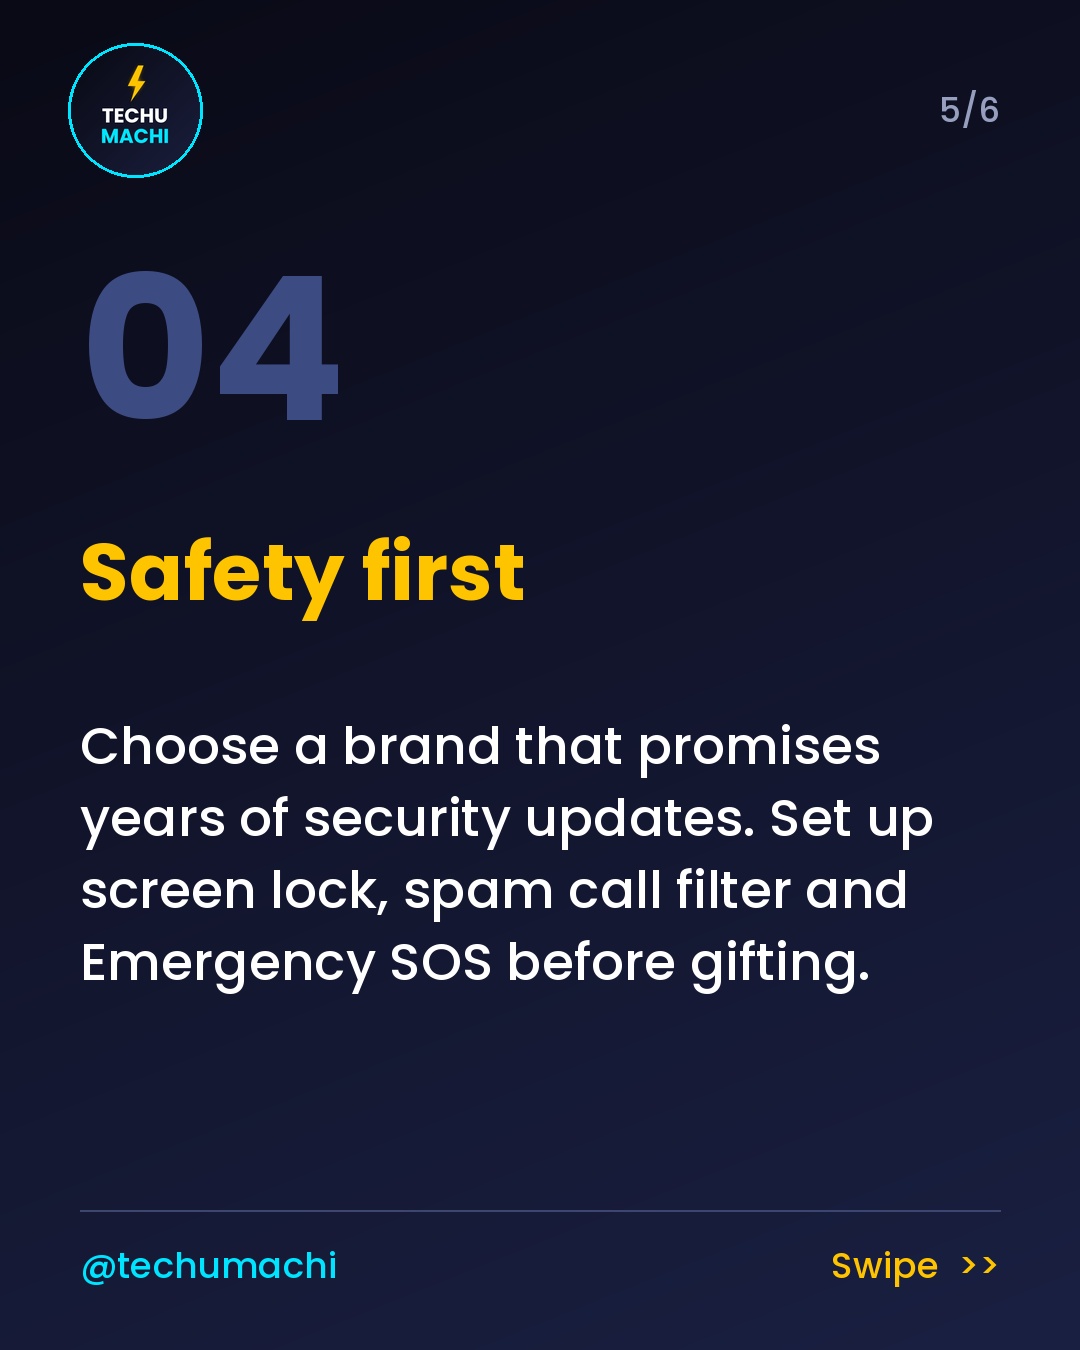 TECHU
MACHI
5/6
04
Safety first
Choose a brand that promises
years of security updates. Set up
screen lock, spam call filter and
Emergency SOS before gifting.
@techumachi
Swipe >>